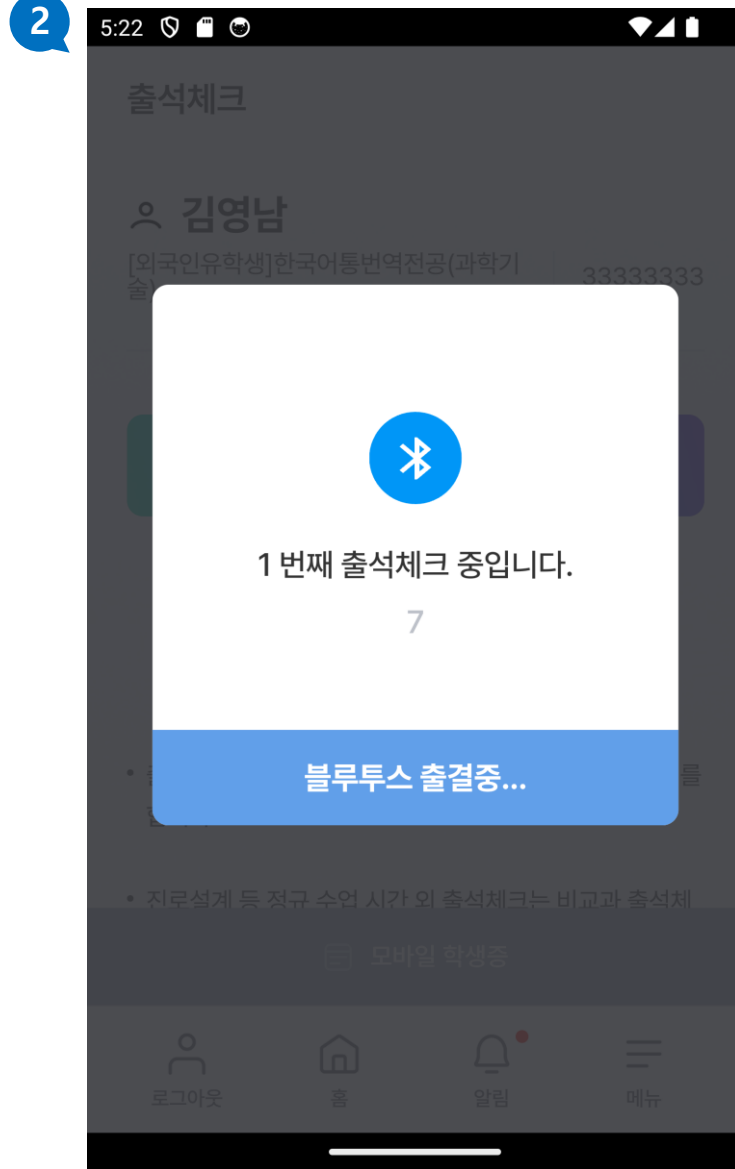 2
5:22
출석체크
김영남
[외국인유학생]한국어통번역전공(과학기
술)
33333333
1 번째 출석체크 중입니다.
7
블루투스 출결중...
를
• 진로설계 등 정규 수업 시간 외 출석체크는 비교과 출석체
모바일 학생증
로그아웃
홈
알림
메뉴